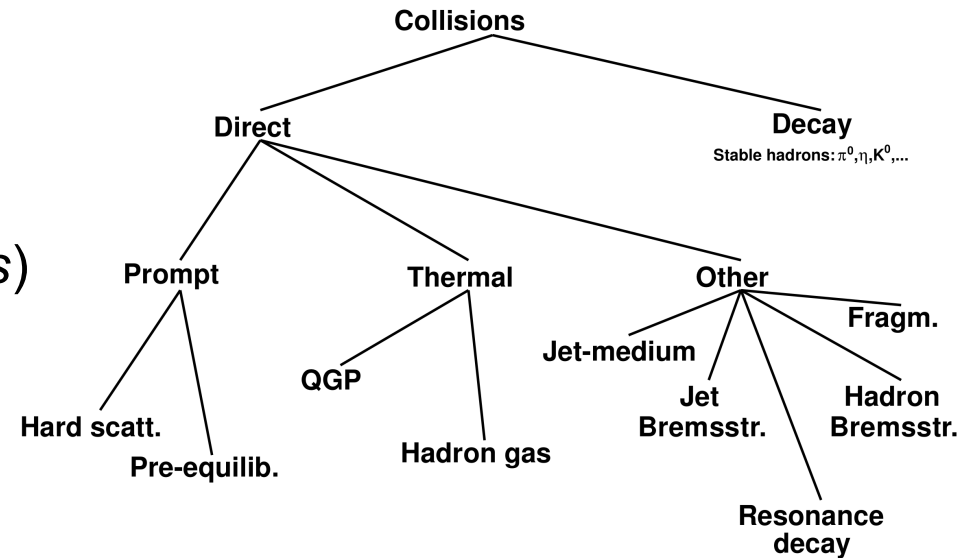 Collisions
Direct
Decay
Stable hadrons: π⁰,η,K⁰,...
s)
Prompt
Thermal
Other
Fragm.
Jet-medium
QGP
Jet
Bremsstr.
Hadron
Bremsstr.
Hard scatt.
Pre-equilib.
Hadron gas
Resonance
decay